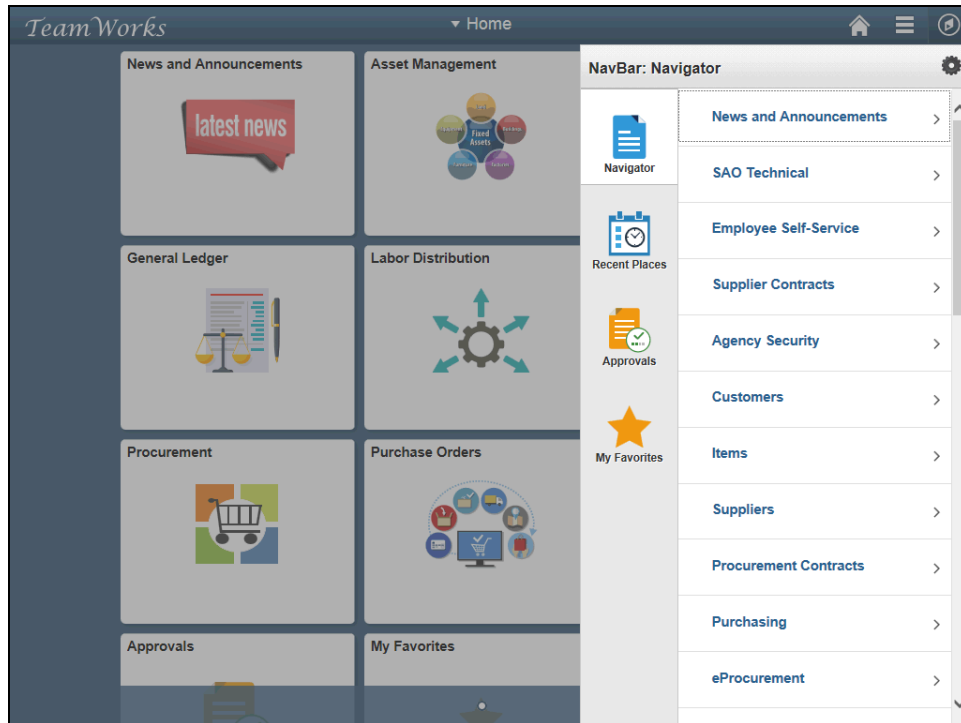 TeamWorks
Home
News and Announcements
latest news
Asset Management
Fixed
Assets
General Ledger
Labor Distribution
Procurement
Purchase Orders
Approvals
My Favorites
NavBar: Navigator
Navigator
Recent Places
Approvals
My Favorites
News and Announcements
SAO Technical
Employee Self-Service
Supplier Contracts
Agency Security
Customers
Items
Suppliers
Procurement Contracts
Purchasing
eProcurement